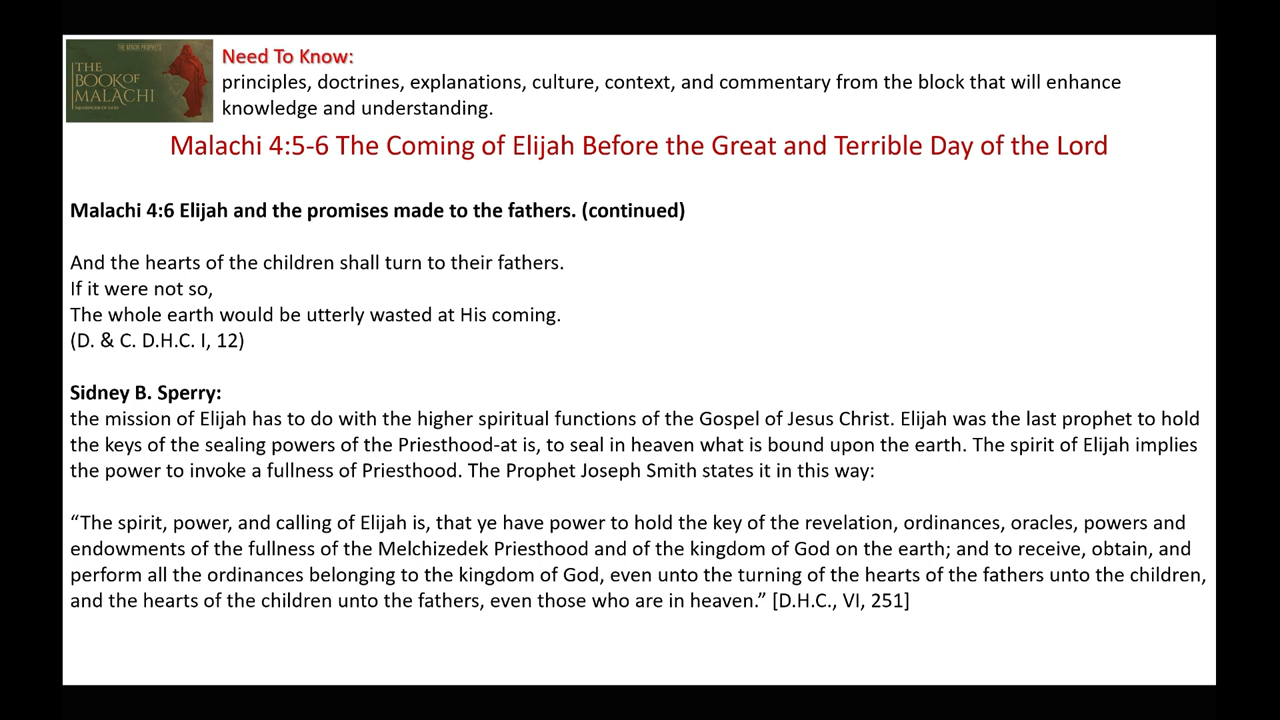 THE MINOR PROPHETS
THE
BOOK OF
MALACHI
MESSENGER OF GOD
Need To Know:
principles, doctrines, explanations, culture, context, and commentary from the block that will enhance
knowledge and understanding.
Malachi 4:5-6 The Coming of Elijah Before the Great and Terrible Day of the Lord
Malachi 4:6 Elijah and the promises made to the fathers. (continued)
And the hearts of the children shall turn to their fathers.
If it were not so,
The whole earth would be utterly wasted at His coming.
(D. & C. D.H.C. I, 12)
Sidney B. Sperry:
the mission of Elijah has to do with the higher spiritual functions of the Gospel of Jesus Christ. Elijah was the last prophet to hold
the keys of the sealing powers of the Priesthood-at is, to seal in heaven what is bound upon the earth. The spirit of Elijah implies
the power to invoke a fullness of Priesthood. The Prophet Joseph Smith states it in this way:
“The spirit, power, and calling of Elijah is, that ye have power to hold the key of the revelation, ordinances, oracles, powers and
endowments of the fullness of the Melchizedek Priesthood and of the kingdom of God on the earth; and to receive, obtain, and
perform all the ordinances belonging to the kingdom of God, even unto the turning of the hearts of the fathers unto the children,
and the hearts of the children unto the fathers, even those who are in heaven.” [D.H.C., VI, 251]